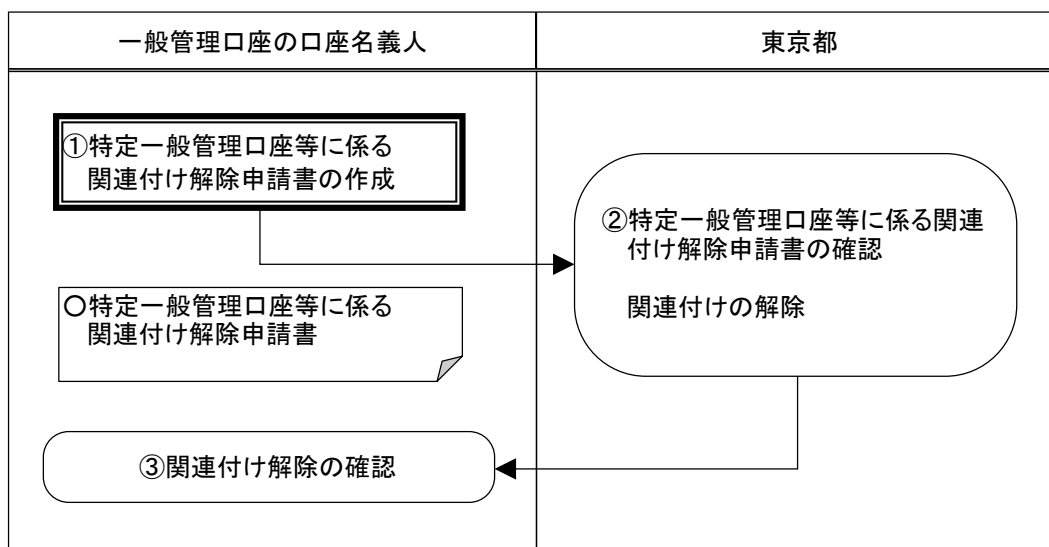 一般管理口座の口座名義人
東京都
①特定一般管理口座等に係る
関連付け解除申請書の作成
②特定一般管理口座等に係る関連
付け解除申請書の確認
関連付けの解除
〇特定一般管理口座等に係る
関連付け解除申請書
③関連付け解除の確認